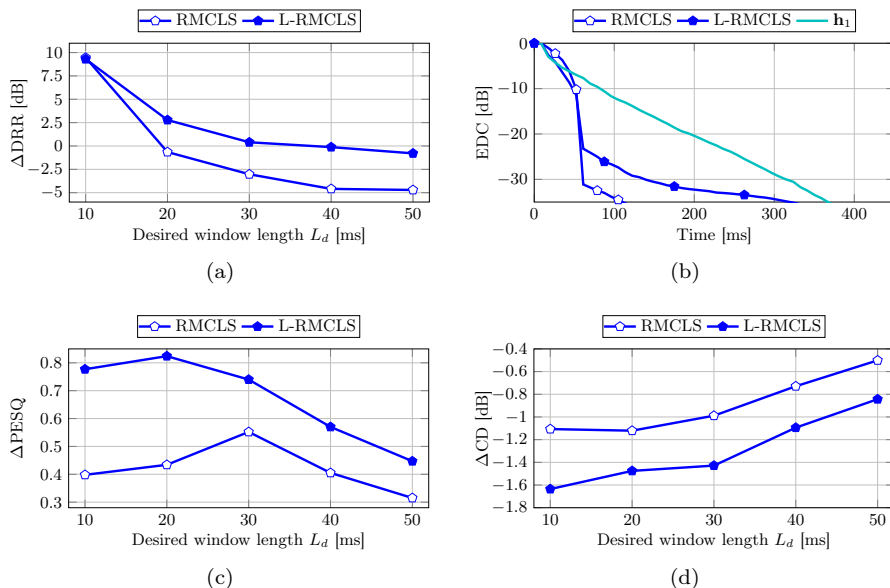 RMCLS L-RMCLS
10
7.5
5
2.5
0
−2.5
−5
ΔDRR [dB]
10 20 30 40 50
Desired window length L_d [ms]
(a)
RMCLS L-RMCLS h₁
0
−10
−20
−30
EDC [dB]
0 100 200 300 400
Time [ms]
(b)
RMCLS L-RMCLS
0.8
0.7
0.6
0.5
0.4
0.3
ΔPESQ
10 20 30 40 50
Desired window length L_d [ms]
(c)
RMCLS L-RMCLS
−0.4
−0.6
−0.8
−1
−1.2
−1.4
−1.6
−1.8
ΔCD [dB]
10 20 30 40 50
Desired window length L_d [ms]
(d)